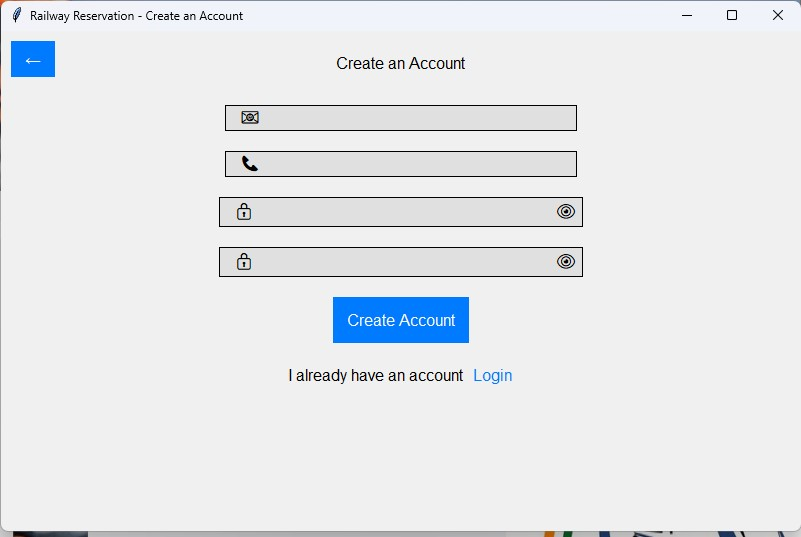 Railway Reservation - Create an Account
←
Create an Account
Create Account
I already have an account Login